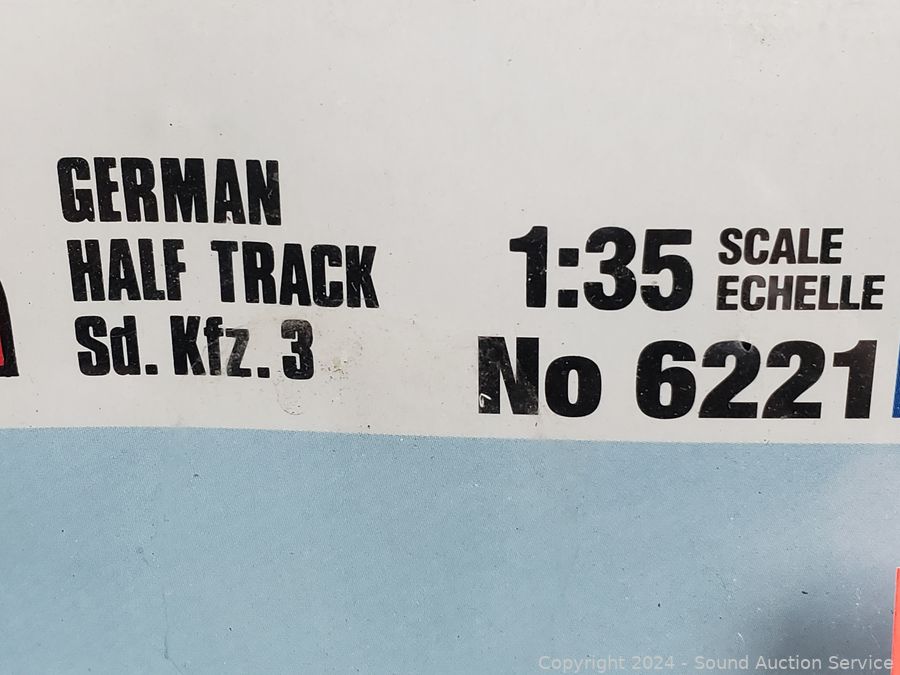 GERMAN
HALF TRACK
Sd. Kfz. 3
1:35 SCALE
ECHELLE
No 6221
Copyright © 2024 - Sound Auction Service